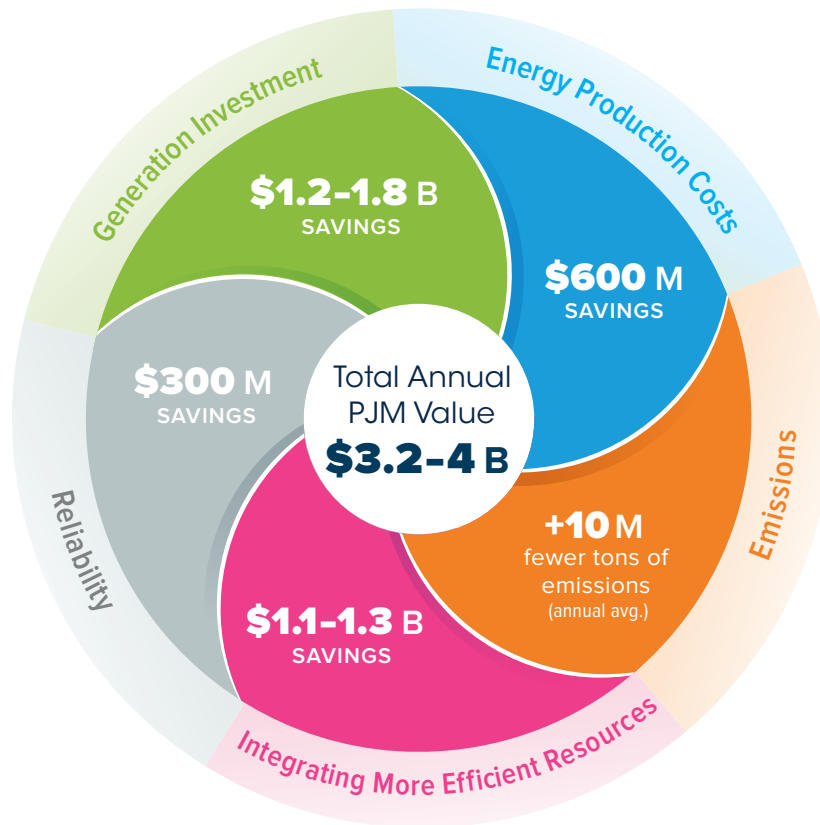 Generation Investment
$1.2–1.8 B
SAVINGS
Energy Production Costs
$600 M
SAVINGS
Emissions
+10 M
fewer tons of
emissions
(annual avg.)
Integrating More Efficient Resources
$1.1–1.3 B
SAVINGS
Reliability
$300 M
SAVINGS
Total Annual
PJM Value
$3.2–4 B